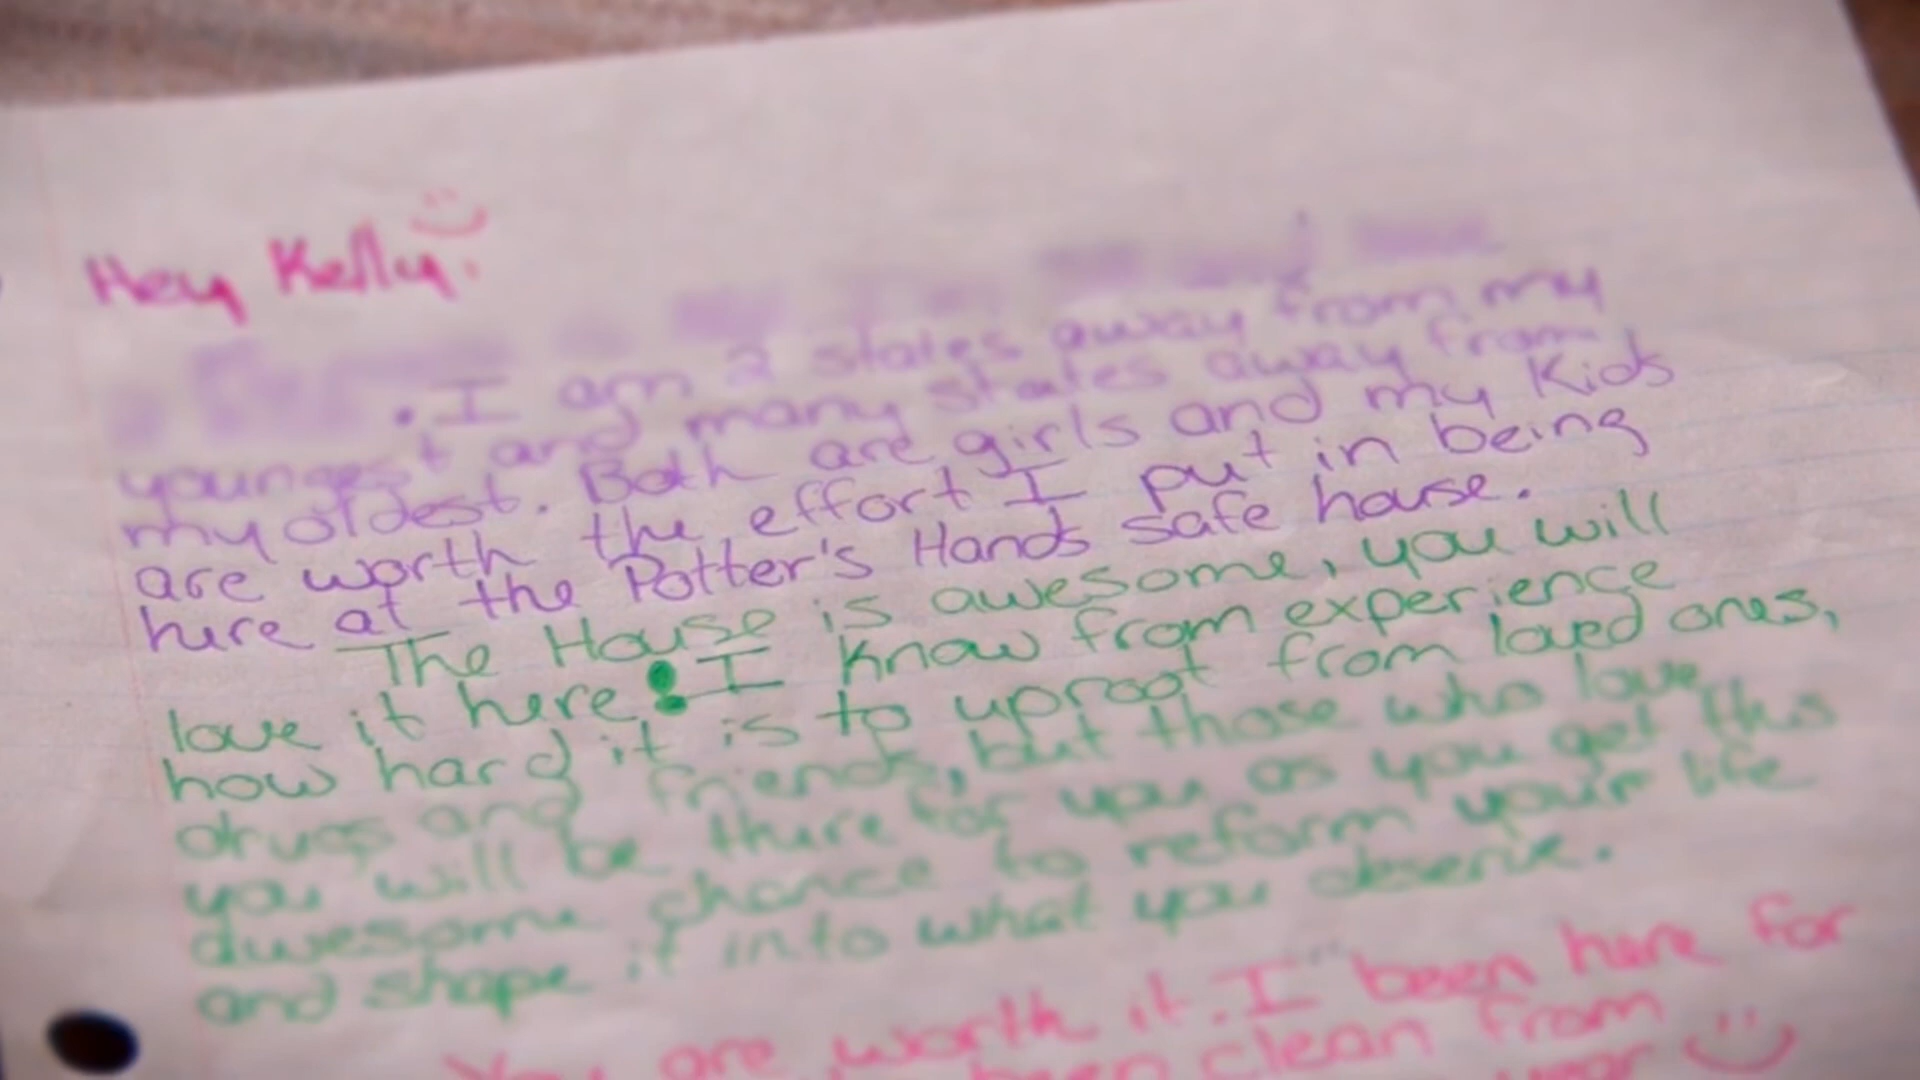 Hey Kelly.
. I am 2 states away from my
youngest and many states away from
my oldest. Both are girls and my Kids
are worth the effort I put in being
here at the Potter's Hands safe house.
The House is awesome, you will
love it here! I know from experience
how hard it is to uproot from loved ones,
drugs and friends, but those who love
you will be there for you as you get this
awesome chance to reform your life
and shape it into what you deserve.
You are worth it. I been here for
been clean from
year